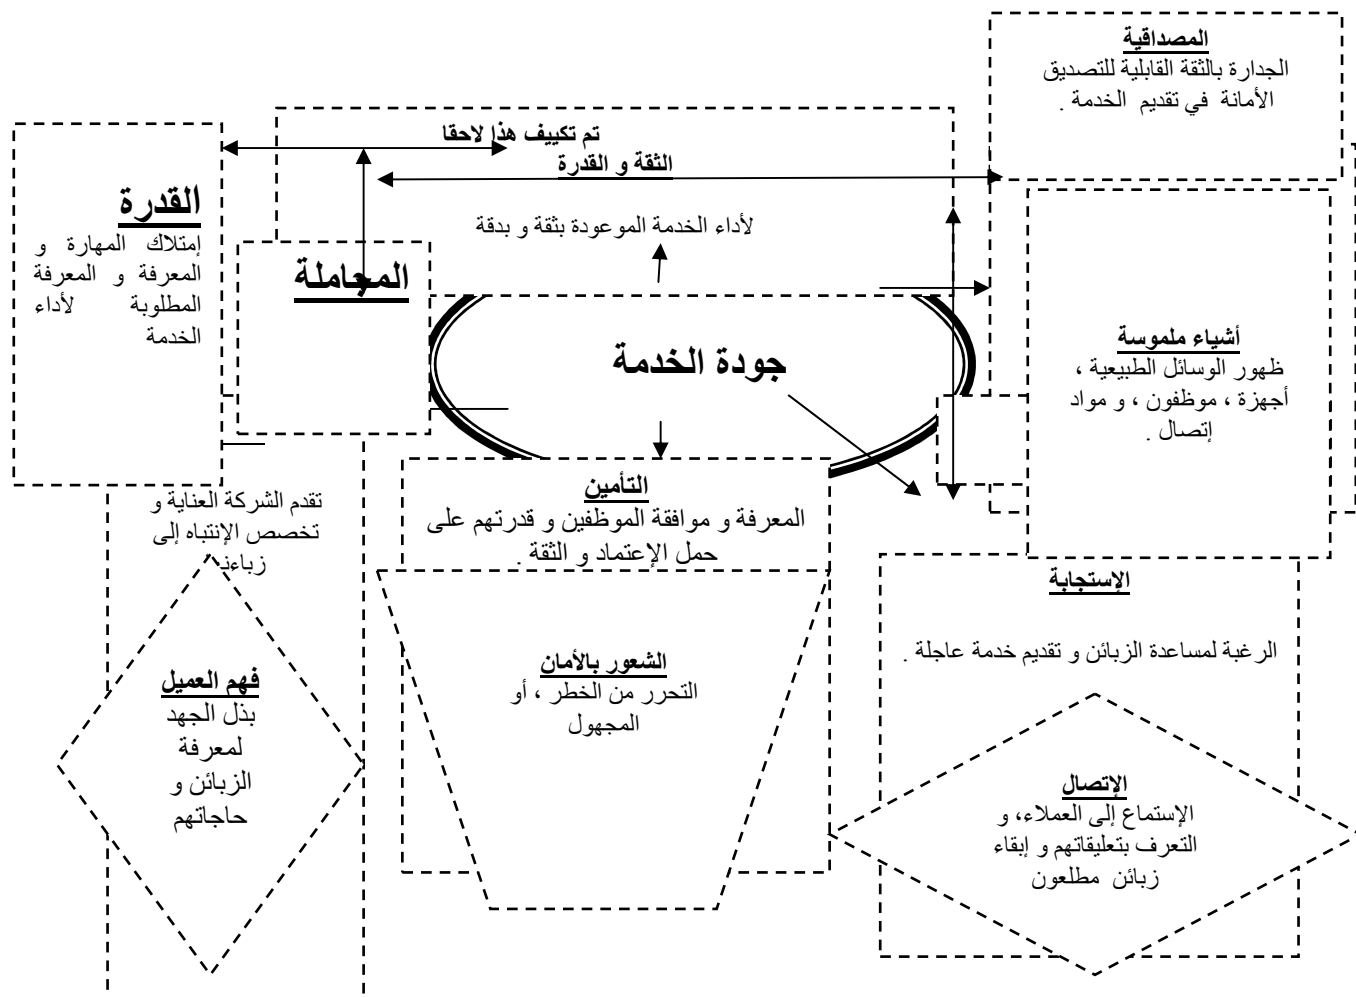 المصداقية
الجدارة بالثقة القابلية للتصديق
الأمانة في تقديم الخدمة .
تم تكييف هذا لاحقا
الثقة و القدرة
لأداء الخدمة الموعودة بثقة و بدقة
القدرة
إمتلاك المهارة و
المعرفة و المعرفة
المطلوبة لأداء
الخدمة
المجاملة
جودة الخدمة
أشياء ملموسة
ظهور الوسائل الطبيعية ،
أجهزة ، موظفون ، و مواد
إتصال .
التأمين
المعرفة و موافقة الموظفين و قدرتهم على
حمل الإعتماد و الثقة .
تقدم الشركة العناية و
تخصص الإنتباه إلى
الإستجابة
الرغبة لمساعدة الزبائن و تقديم خدمة عاجلة .
الشعور بالأمان
التحرر من الخطر ، أو
المجهول
فهم العميل
بذل الجهد
لمعرفة
الزبائن و
حاجاتهم
الإتصال
الإستماع إلى العملاء، و
التعرف بتعليقاتهم و إبقاء
زبائن مطلعون